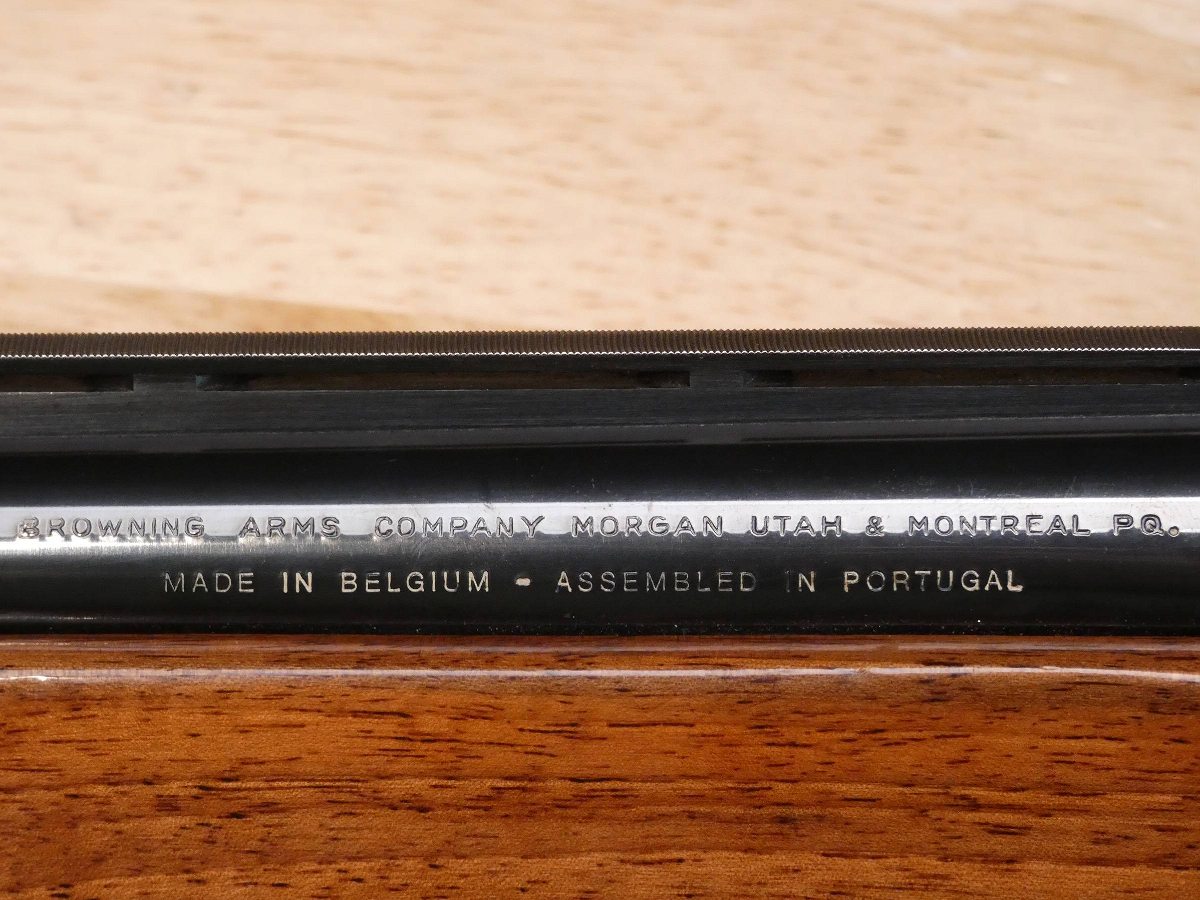 BROWNING ARMS COMPANY MORGAN UTAH & MONTREAL PQ.
MADE IN BELGIUM - ASSEMBLED IN PORTUGAL